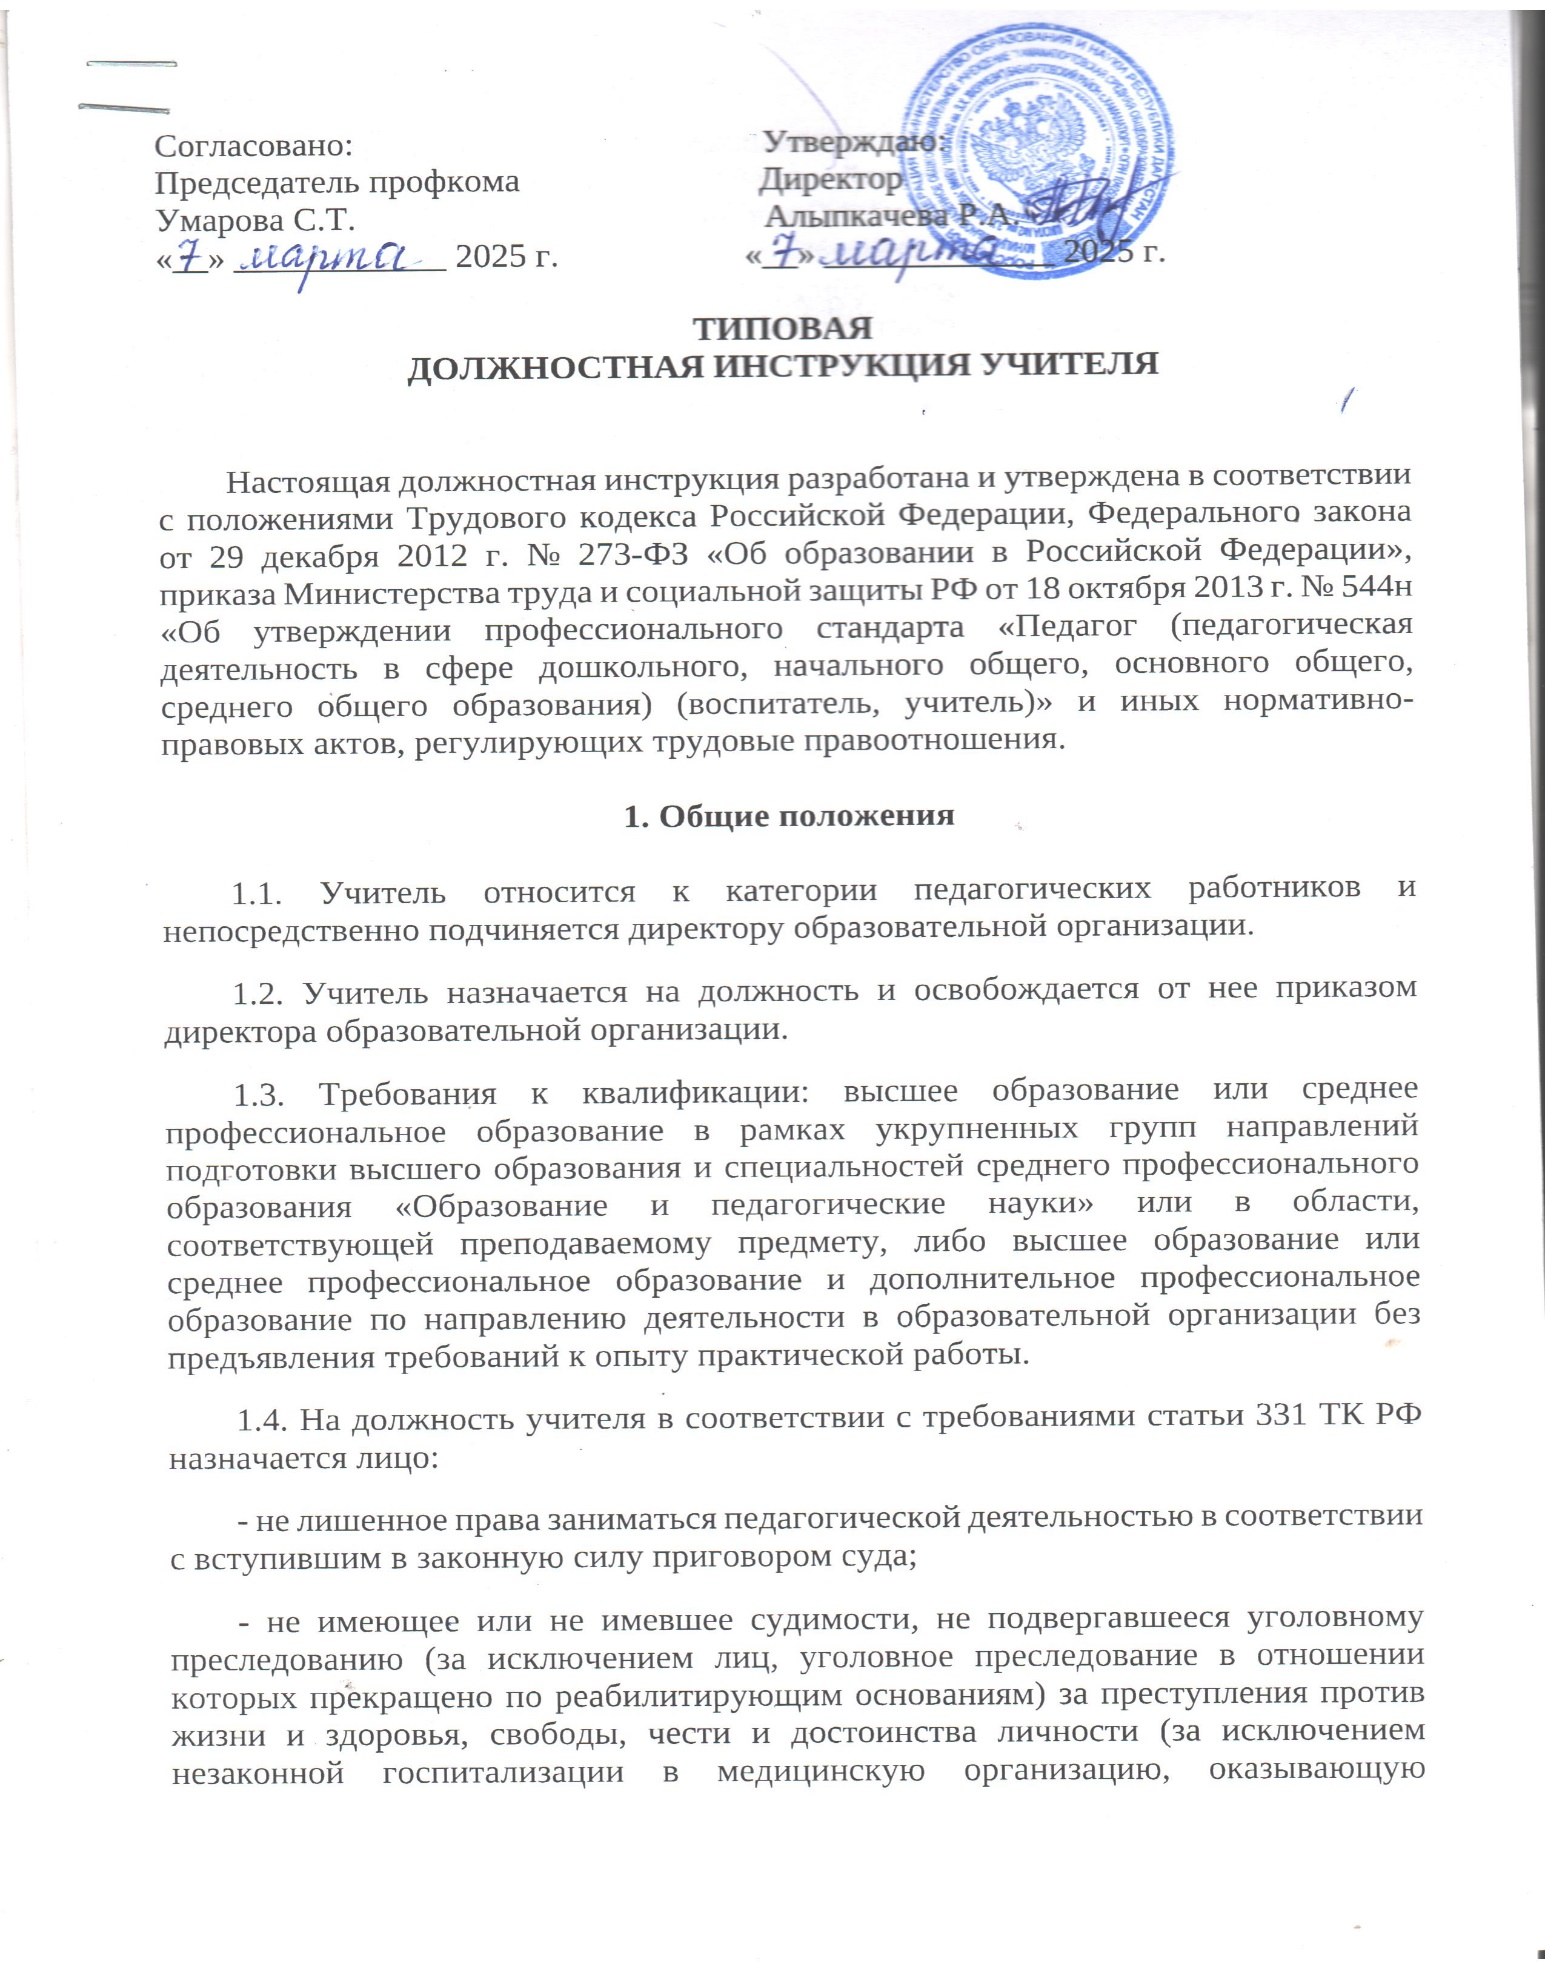 Согласовано:
Председатель профкома
Умарова С.Т.
«7» марта 2025 г.
Утверждаю:
Директор
Алыпкачева Р.А.
«7» марта 2025 г.
ТИПОВАЯ
ДОЛЖНОСТНАЯ ИНСТРУКЦИЯ УЧИТЕЛЯ
Настоящая должностная инструкция разработана и утверждена в соответствии
с положениями Трудового кодекса Российской Федерации, Федерального закона
от 29 декабря 2012 г. № 273-ФЗ «Об образовании в Российской Федерации»,
приказа Министерства труда и социальной защиты РФ от 18 октября 2013 г. № 544н
«Об утверждении профессионального стандарта «Педагог (педагогическая
деятельность в сфере дошкольного, начального общего, основного общего,
среднего общего образования) (воспитатель, учитель)» и иных нормативно-
правовых актов, регулирующих трудовые правоотношения.
1. Общие положения
1.1. Учитель относится к категории педагогических работников и
непосредственно подчиняется директору образовательной организации.
1.2. Учитель назначается на должность и освобождается от нее приказом
директора образовательной организации.
1.3. Требования к квалификации: высшее образование или среднее
профессиональное образование в рамках укрупненных групп направлений
подготовки высшего образования и специальностей среднего профессионального
образования «Образование и педагогические науки» или в области,
соответствующей преподаваемому предмету, либо высшее образование или
среднее профессиональное образование и дополнительное профессиональное
образование по направлению деятельности в образовательной организации без
предъявления требований к опыту практической работы.
1.4. На должность учителя в соответствии с требованиями статьи 331 ТК РФ
назначается лицо:
- не лишенное права заниматься педагогической деятельностью в соответствии
с вступившим в законную силу приговором суда;
- не имеющее или не имевшее судимости, не подвергавшееся уголовному
преследованию (за исключением лиц, уголовное преследование в отношении
которых прекращено по реабилитирующим основаниям) за преступления против
жизни и здоровья, свободы, чести и достоинства личности (за исключением
незаконной госпитализации в медицинскую организацию, оказывающую